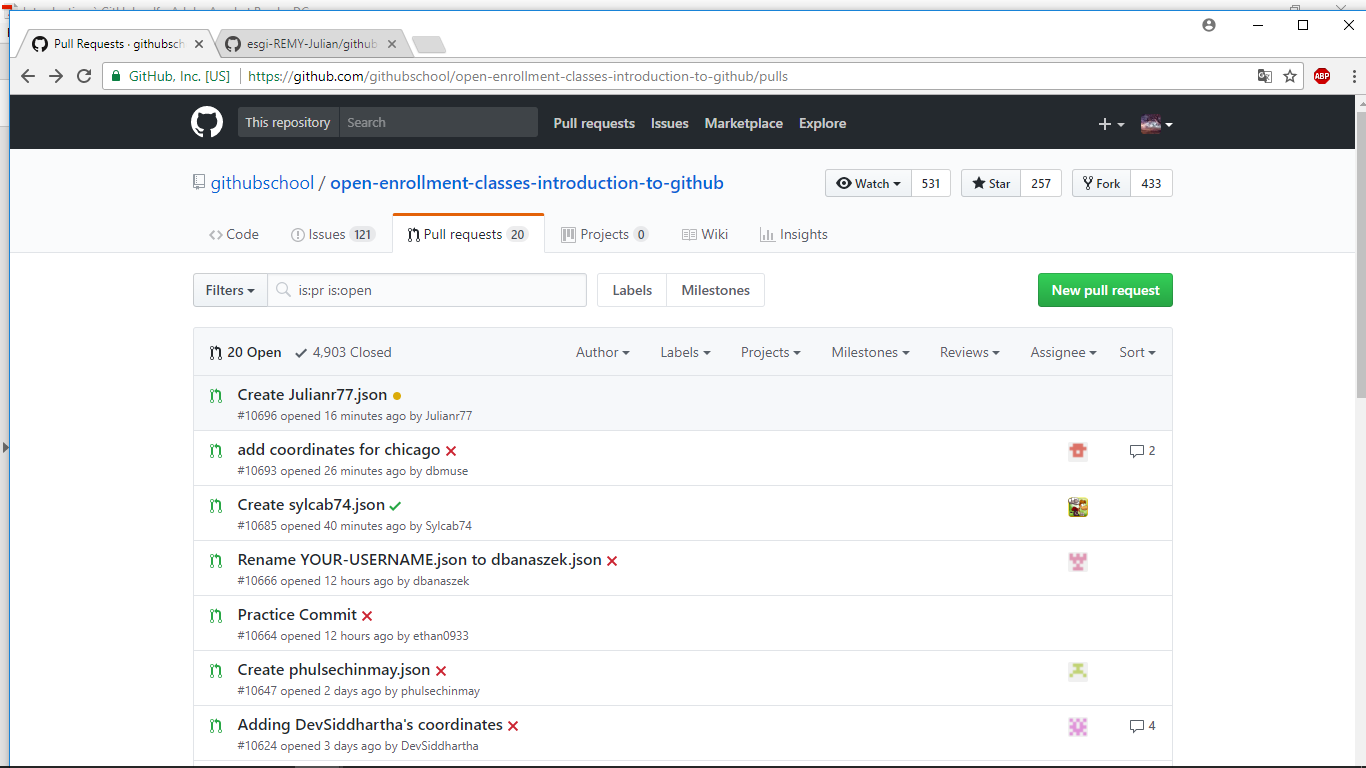 Pull Requests · githubsch
esgi-REMY-Julian/github
GitHub, Inc. [US]
https://github.com/githubschool/open-enrollment-classes-introduction-to-github/pulls
ABP
This repository
Search
Pull requests
Issues
Marketplace
Explore
githubschool / open-enrollment-classes-introduction-to-github
Watch 531
Star 257
Fork 433
Code
Issues 121
Pull requests 20
Projects 0
Wiki
Insights
Filters
is:pr is:open
Labels
Milestones
New pull request
20 Open
4,903 Closed
Author
Labels
Projects
Milestones
Reviews
Assignee
Sort
Create Julianr77.json
#10696 opened 16 minutes ago by Julianr77
add coordinates for chicago
2
#10693 opened 26 minutes ago by dbmuse
Create sylcab74.json
#10685 opened 40 minutes ago by Sylcab74
Rename YOUR-USERNAME.json to dbanaszek.json
#10666 opened 12 hours ago by dbanaszek
Practice Commit
#10664 opened 12 hours ago by ethan0933
Create phulsechinmay.json
#10647 opened 2 days ago by phulsechinmay
Adding DevSiddhartha's coordinates
4
#10624 opened 3 days ago by DevSiddhartha